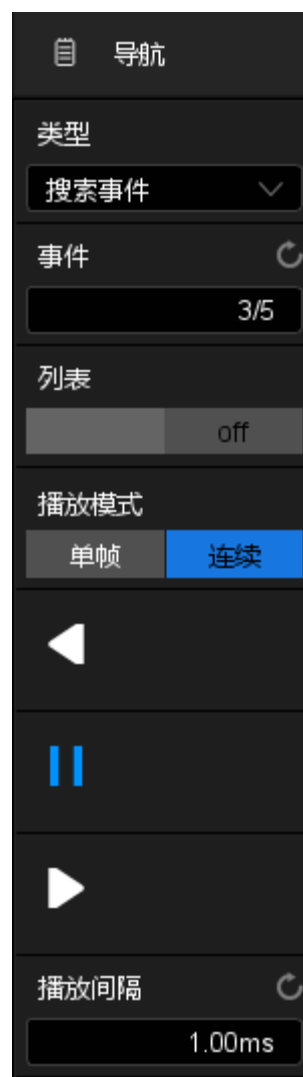 导航
类型
搜索事件
事件
3/5
列表
off
播放模式
单帧 连续
播放间隔
1.00ms